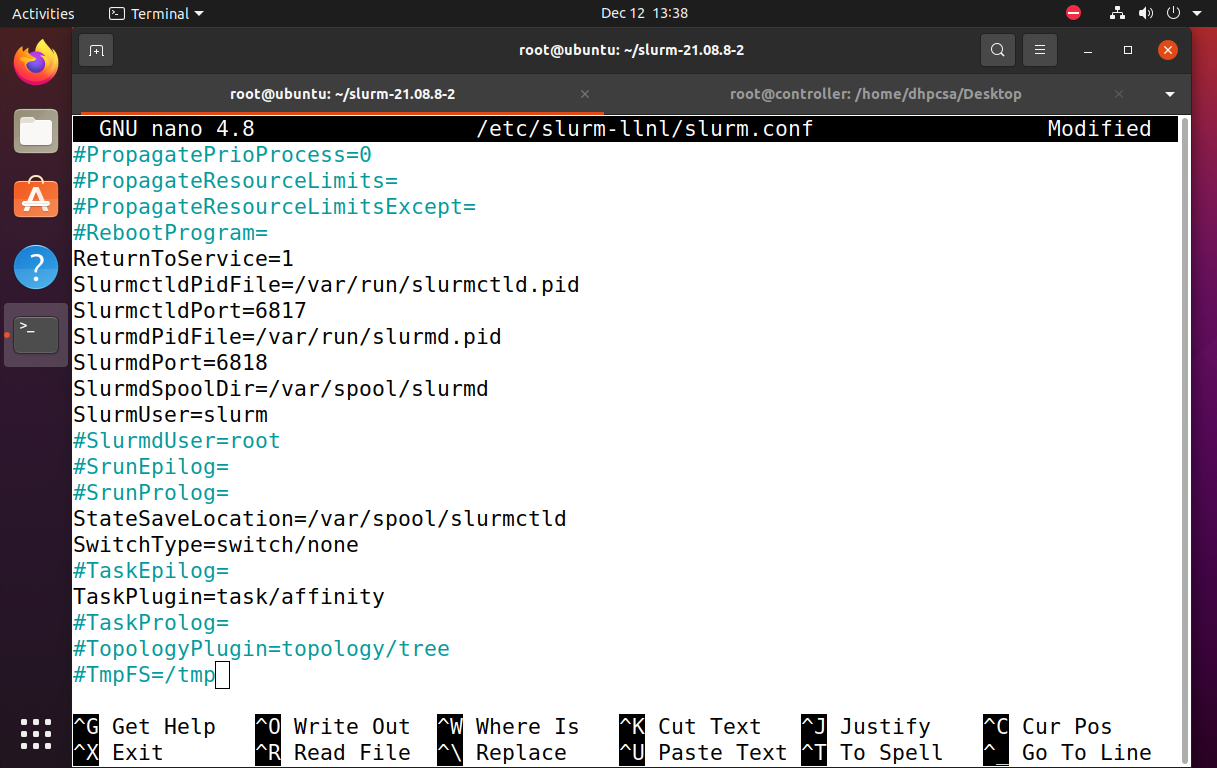 Activities Terminal Dec 12 13:38
root@ubuntu: ~/slurm-21.08.8-2
root@ubuntu: ~/slurm-21.08.8-2 root@controller: /home/dhpcsa/Desktop
GNU nano 4.8 /etc/slurm-llnl/slurm.conf Modified
#PropagatePrioProcess=0
#PropagateResourceLimits=
#PropagateResourceLimitsExcept=
#RebootProgram=
ReturnToService=1
SlurmctldPidFile=/var/run/slurmctld.pid
SlurmctldPort=6817
SlurmdPidFile=/var/run/slurmd.pid
SlurmdPort=6818
SlurmdSpoolDir=/var/spool/slurmd
SlurmUser=slurm
#SlurmdUser=root
#SrunEpilog=
#SrunProlog=
StateSaveLocation=/var/spool/slurmctld
SwitchType=switch/none
#TaskEpilog=
TaskPlugin=task/affinity
#TaskProlog=
#TopologyPlugin=topology/tree
#TmpFS=/tmp
^G Get Help ^O Write Out ^W Where Is ^K Cut Text ^J Justify ^C Cur Pos
^X Exit ^R Read File ^\ Replace ^U Paste Text ^T To Spell ^_ Go To Line